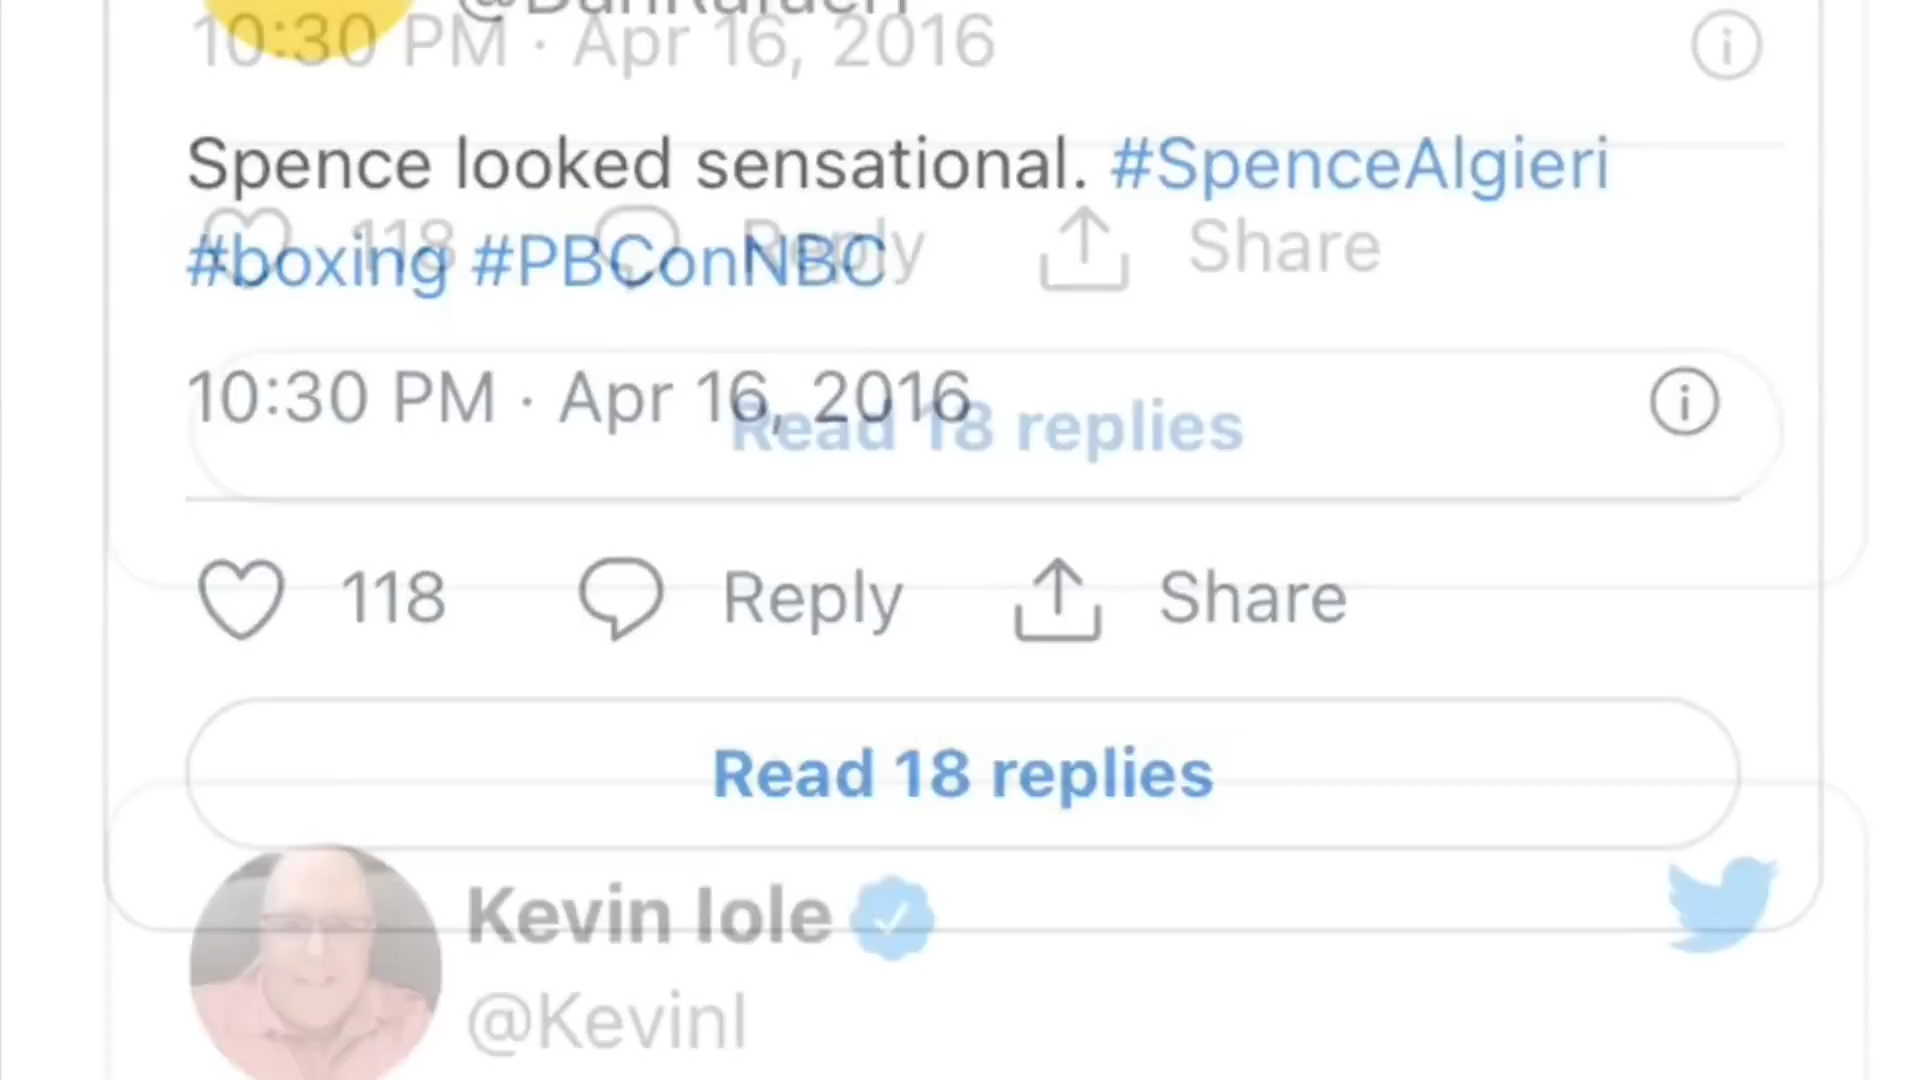 10:30 PM · Apr 16, 2016
Spence looked sensational. #SpenceAlgieri
#boxing #PBConNBC
118 Reply Share
10:30 PM · Apr 16, 2016
Read 18 replies
118 Reply Share
Read 18 replies
Kevin Iole
@KevinI